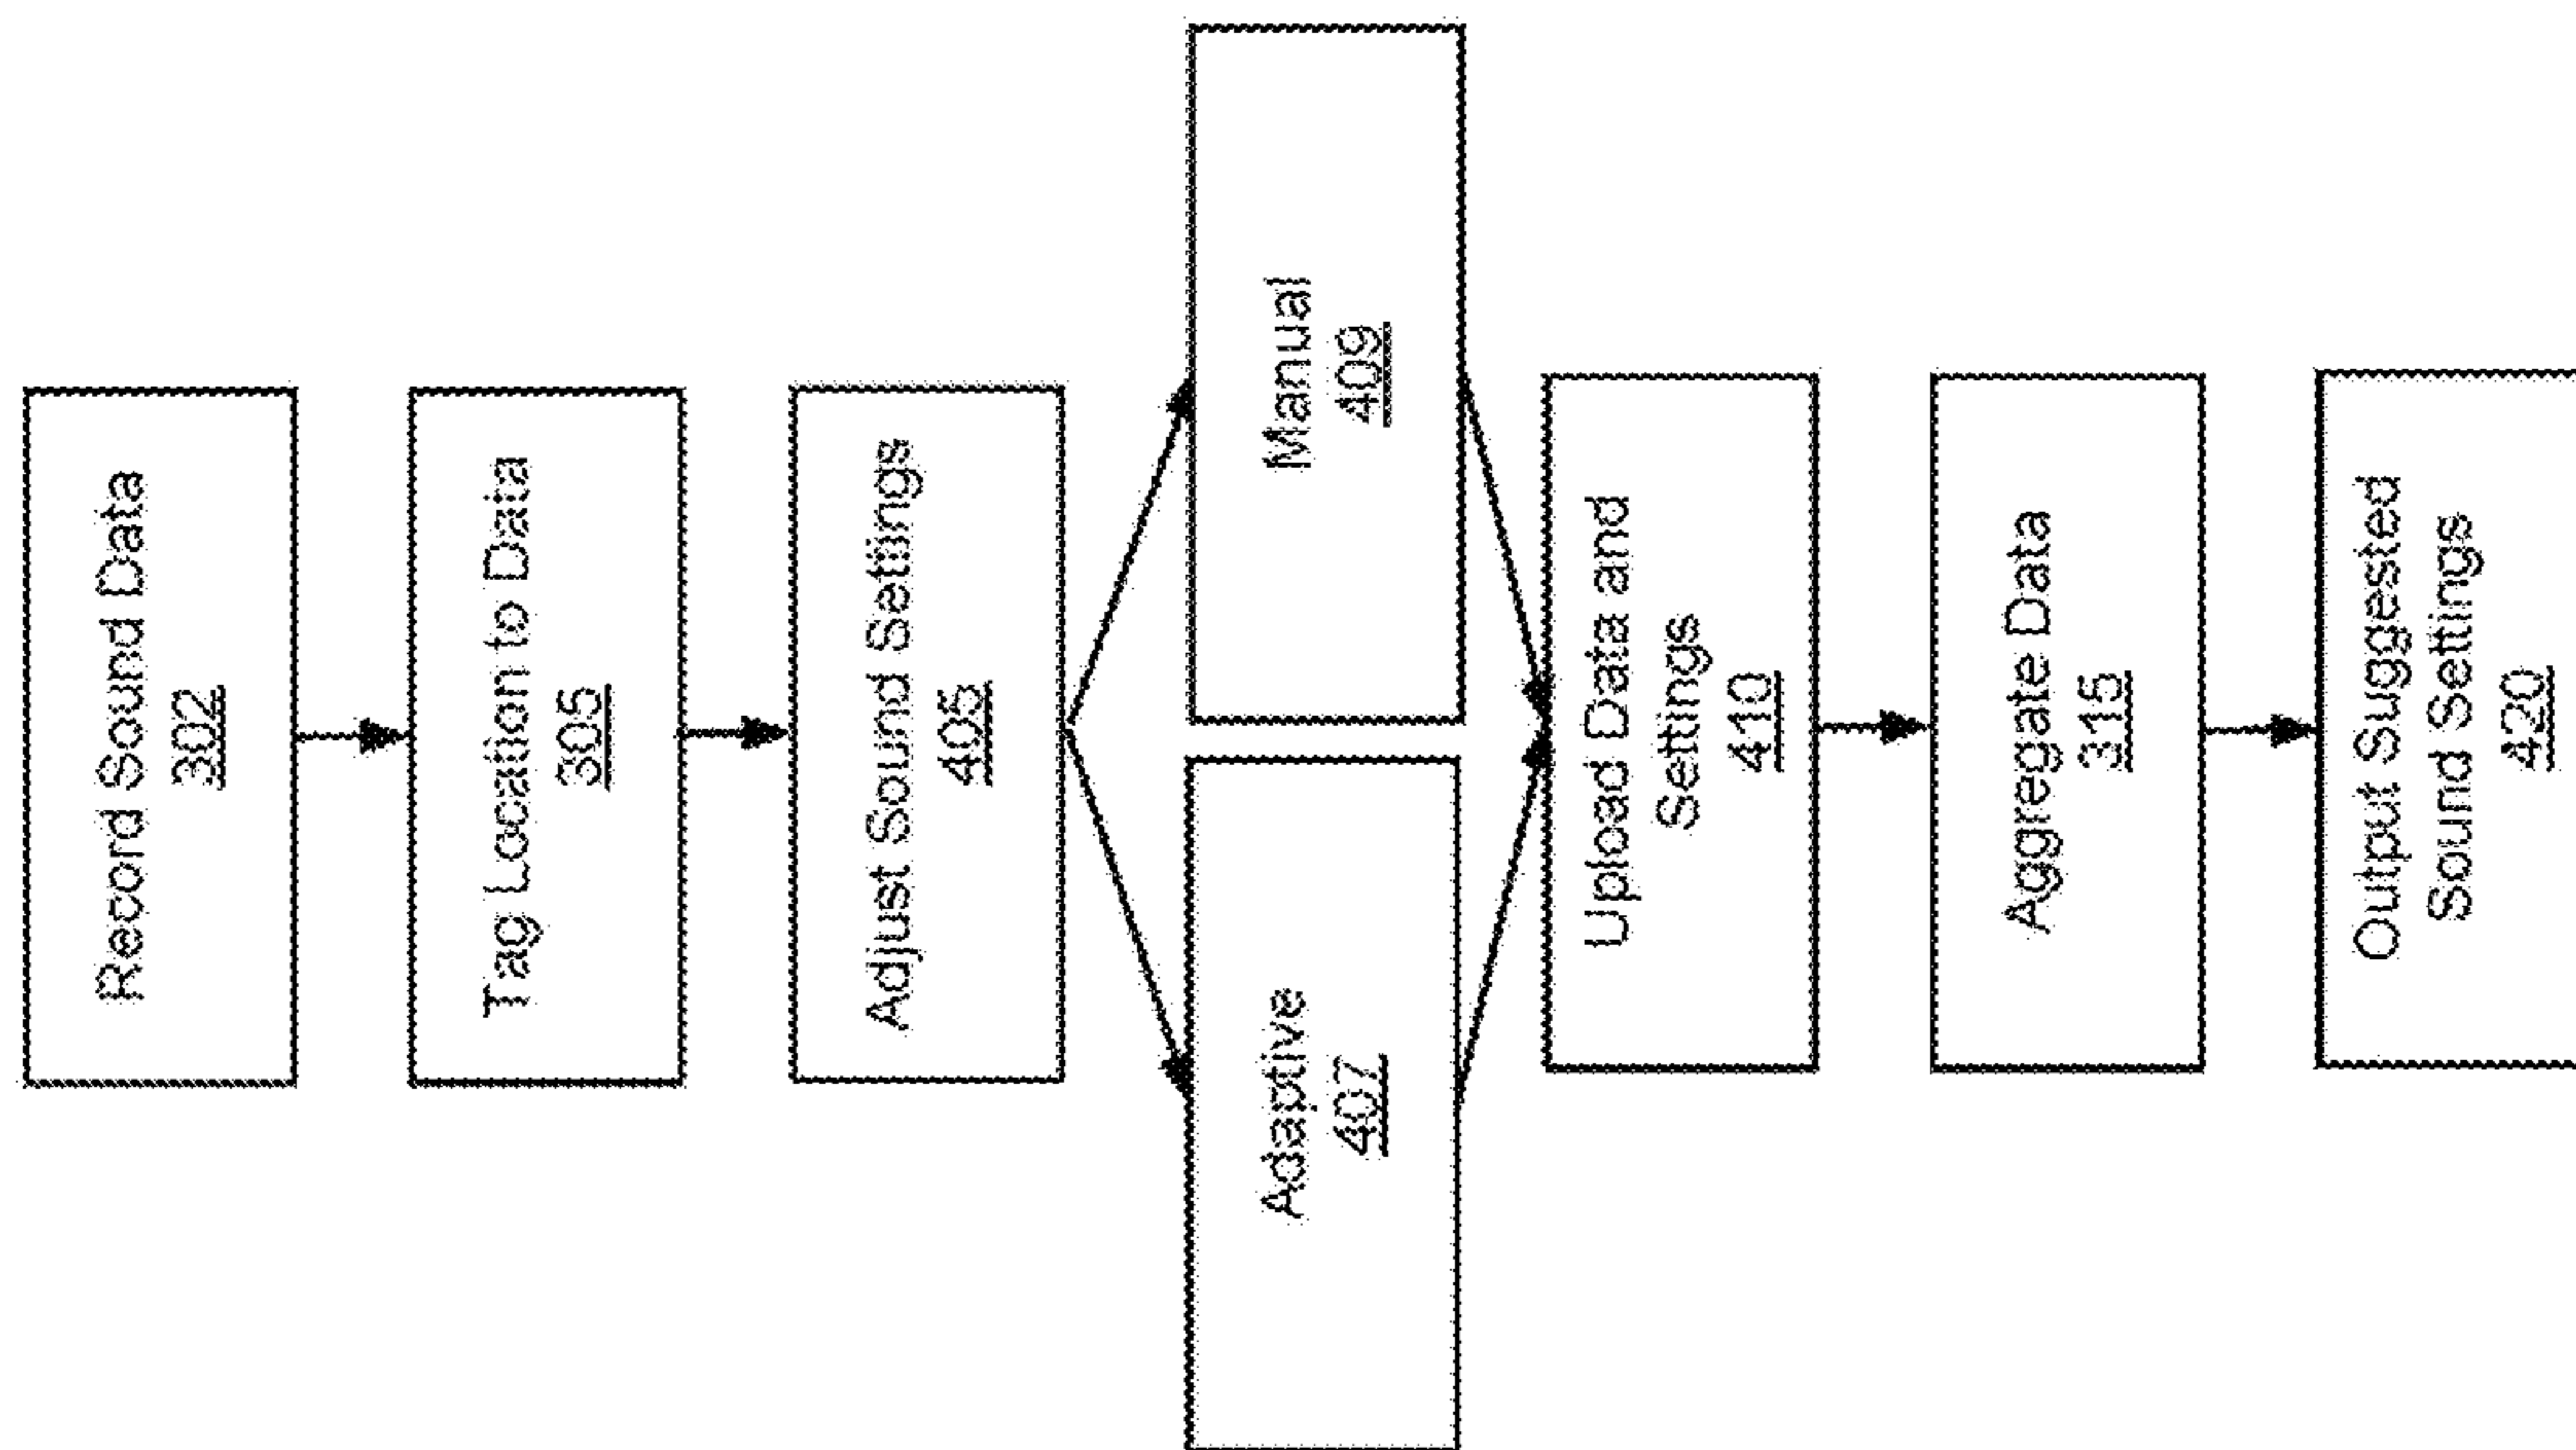 Record Sound Data
302
Tag Location to Data
305
Adjust Sound Settings
405
Adaptive
407
Manual
409
Upload Data and
Settings
410
Aggregate Data
315
Output Suggested
Sound Settings
420